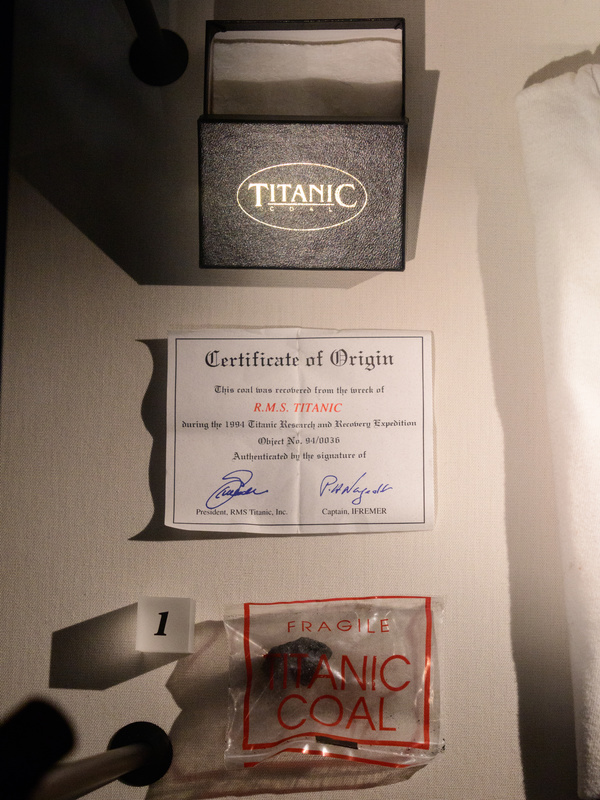 TITANIC
COAL
Certificate of Origin
This coal was recovered from the wreck of
R.M.S. TITANIC
during the 1994 Titanic Research and Recovery Expedition
Object No. 94/0036
Authenticated by the signature of
President, RMS Titanic, Inc.
Captain, IFREMER
1
FRAGILE
TITANIC
COAL